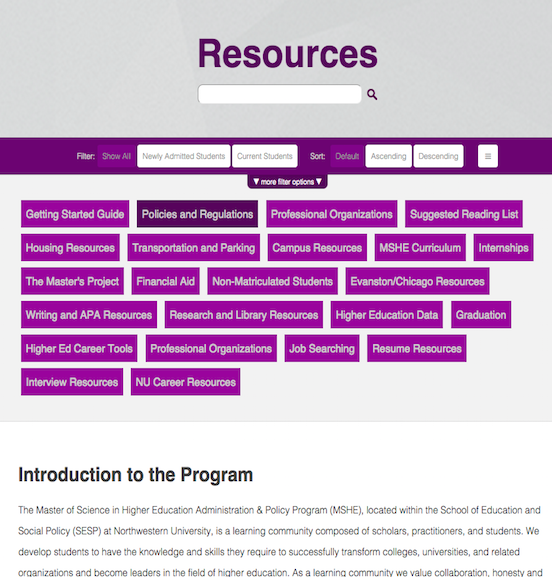 Resources
Filter: Show All Newly Admitted Students Current Students Sort: Default Ascending Descending ≡
▼ more filter options ▼
Getting Started Guide Policies and Regulations Professional Organizations Suggested Reading List
Housing Resources Transportation and Parking Campus Resources MSHE Curriculum Internships
The Master's Project Financial Aid Non-Matriculated Students Evanston/Chicago Resources
Writing and APA Resources Research and Library Resources Higher Education Data Graduation
Higher Ed Career Tools Professional Organizations Job Searching Resume Resources
Interview Resources NU Career Resources
Introduction to the Program
The Master of Science in Higher Education Administration & Policy Program (MSHE), located within the School of Education and
Social Policy (SESP) at Northwestern University, is a learning community composed of scholars, practitioners, and students. We
develop students to have the knowledge and skills they require to successfully transform colleges, universities, and related
organizations and become leaders in the field of higher education. As a learning community we value collaboration, honesty and